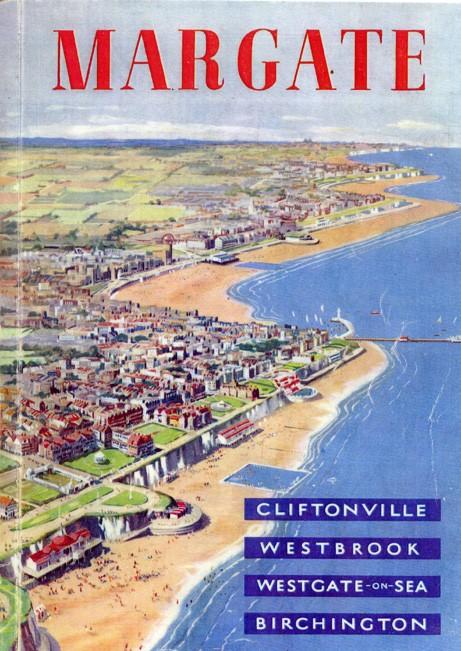 MARGATE
CLIFTONVILLE
WESTBROOK
WESTGATE-ON-SEA
BIRCHINGTON